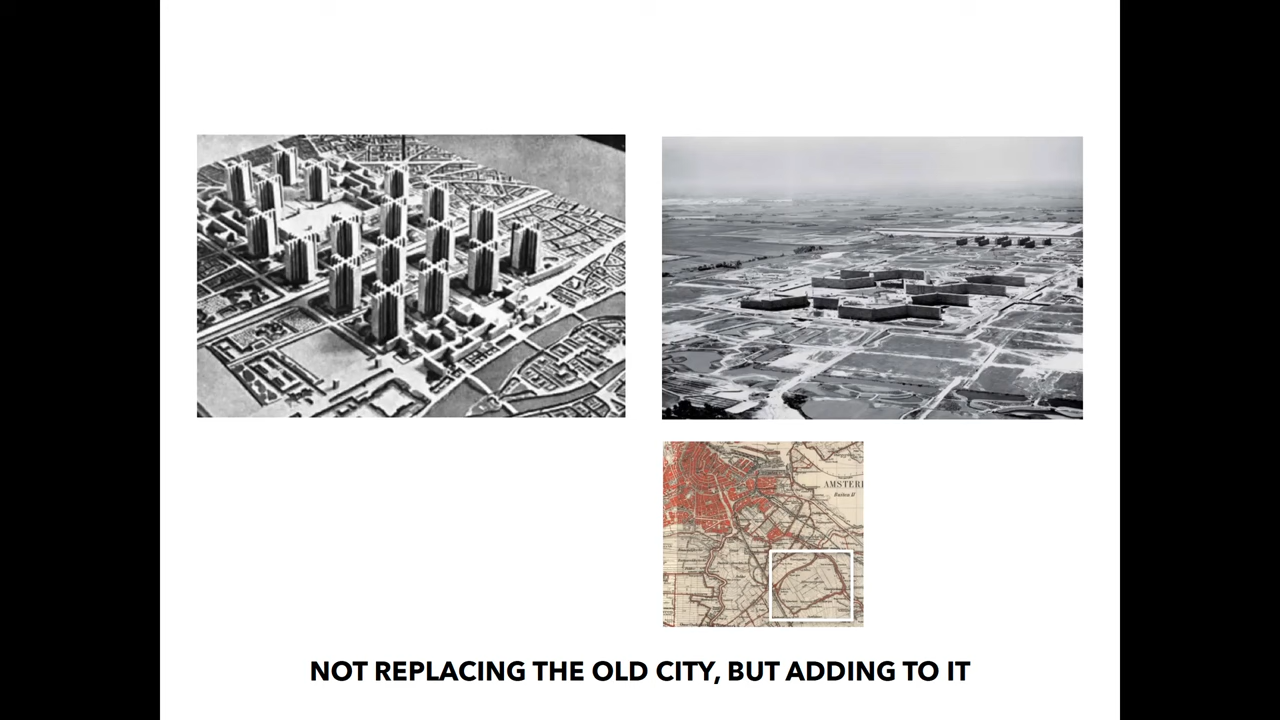 AMSTER
NOT REPLACING THE OLD CITY, BUT ADDING TO IT